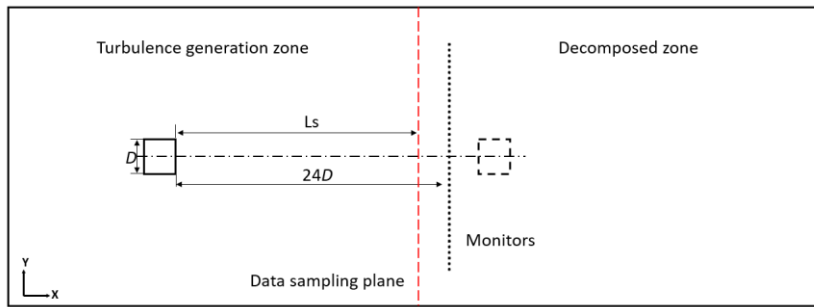 Turbulence generation zone
Decomposed zone
Ls
D
24D
Monitors
Data sampling plane
Y
X